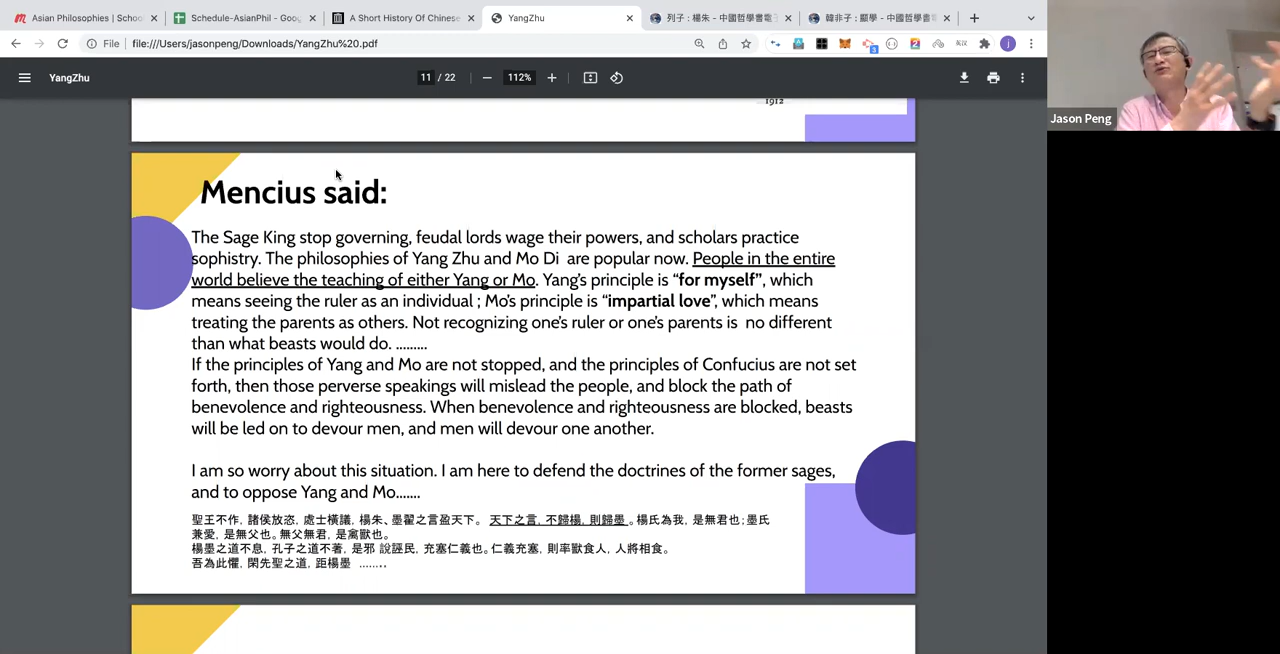 Asian Philosophies | Schoo
Schedule-AsianPhil - Goog
A Short History Of Chinese
YangZhu
列子 : 楊朱 - 中國哲學書電子
韓非子 : 顯學 - 中國哲學書電
File
file:///Users/jasonpeng/Downloads/YangZhu%20.pdf
YangZhu
11 / 22
112%
Jason Peng
1912
Mencius said:
The Sage King stop governing, feudal lords wage their powers, and scholars practice
sophistry. The philosophies of Yang Zhu and Mo Di are popular now. People in the entire
world believe the teaching of either Yang or Mo. Yang's principle is “for myself”, which
means seeing the ruler as an individual ; Mo's principle is “impartial love”, which means
treating the parents as others. Not recognizing one's ruler or one's parents is no different
than what beasts would do. .........
If the principles of Yang and Mo are not stopped, and the principles of Confucius are not set
forth, then those perverse speakings will mislead the people, and block the path of
benevolence and righteousness. When benevolence and righteousness are blocked, beasts
will be led on to devour men, and men will devour one another.
I am so worry about this situation. I am here to defend the doctrines of the former sages,
and to oppose Yang and Mo.......
聖王不作, 諸侯放恣, 處士橫議, 楊朱、墨翟之言盈天下。 天下之言, 不歸楊, 則歸墨 。楊氏為我, 是無君也; 墨氏
兼愛, 是無父也。無父無君, 是禽獸也。
楊墨之道不息, 孔子之道不著, 是邪 說誣民, 充塞仁義也。仁義充塞, 則率獸食人, 人將相食。
吾為此懼, 閑先聖之道, 距楊墨 ........